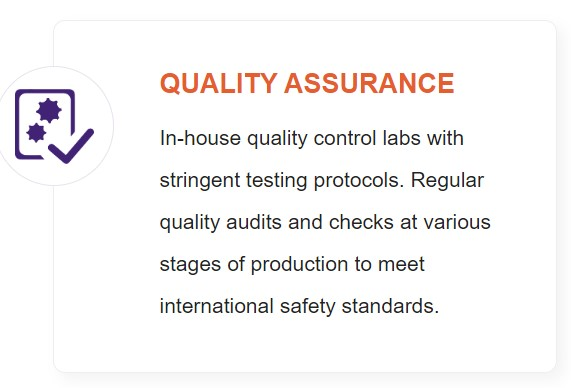 QUALITY ASSURANCE
In-house quality control labs with
stringent testing protocols. Regular
quality audits and checks at various
stages of production to meet
international safety standards.